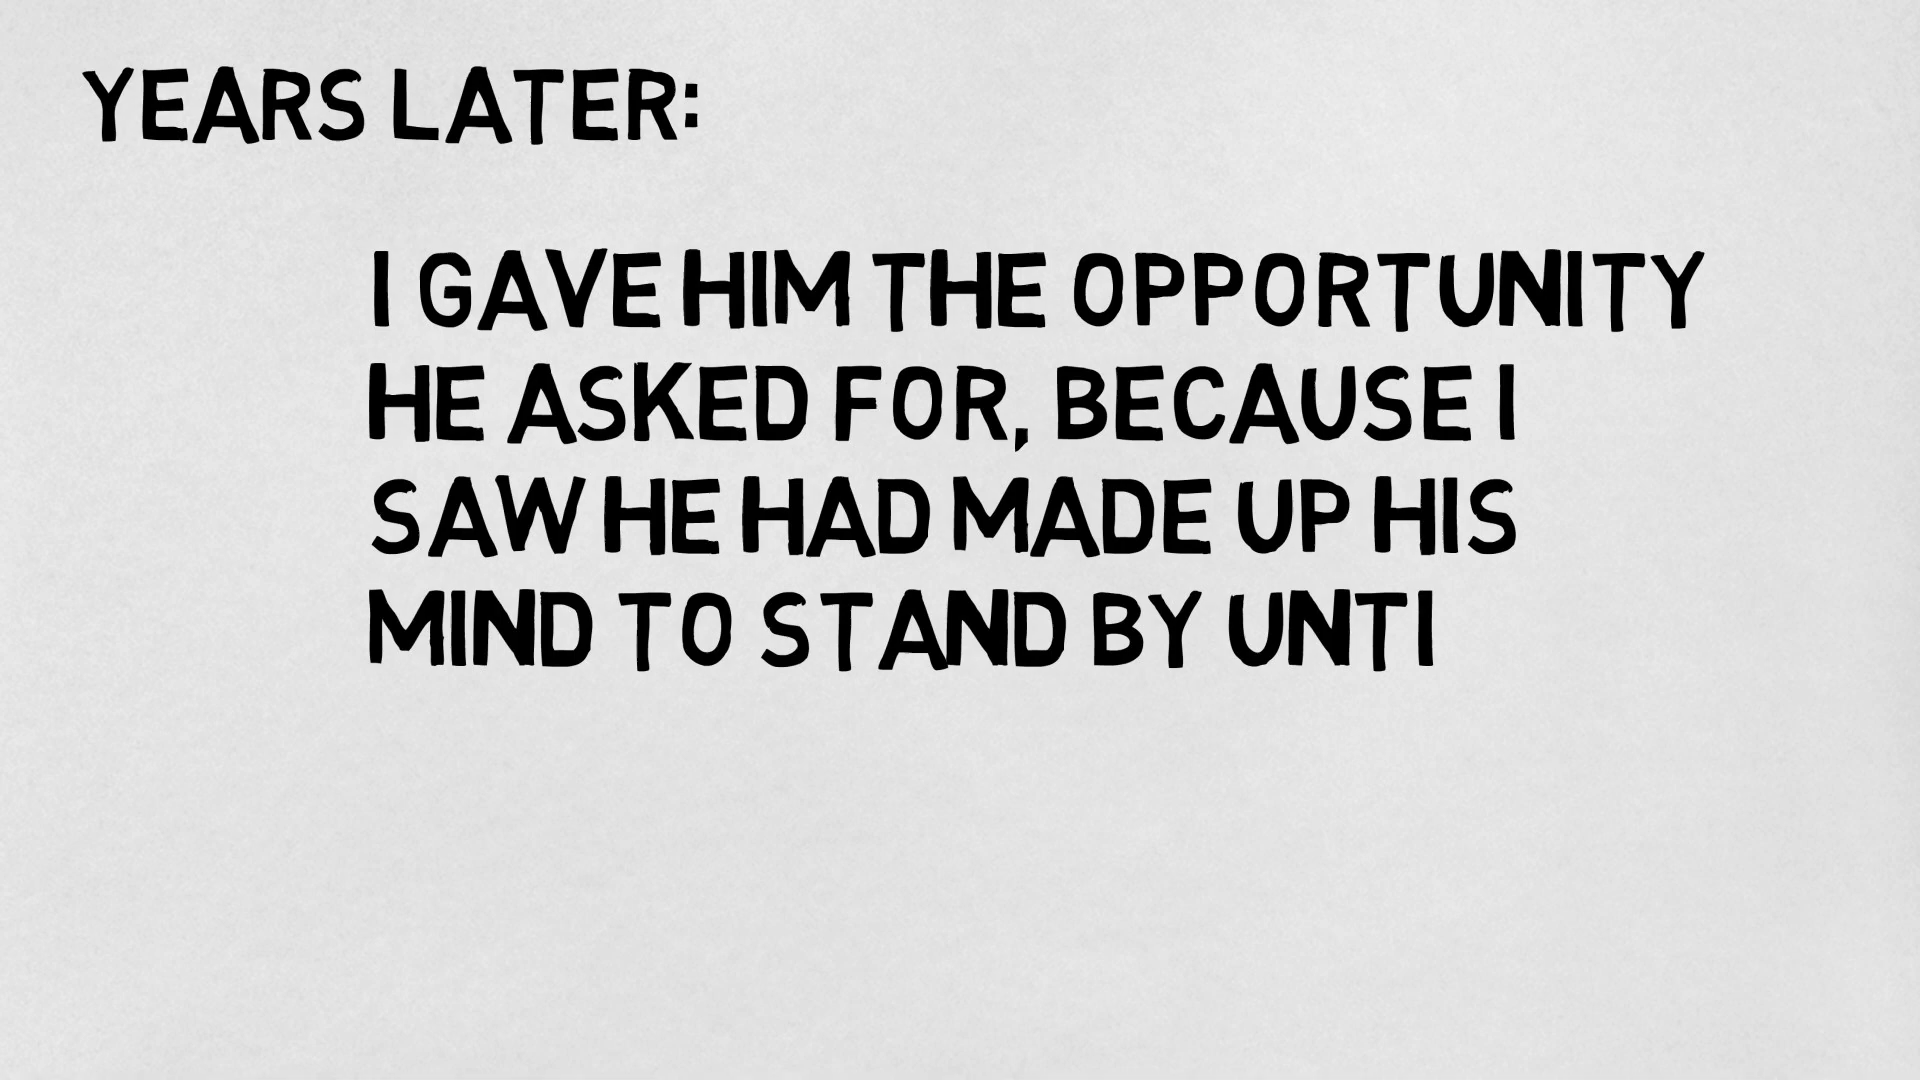 YEARS LATER:
I GAVE HIM THE OPPORTUNITY
HE ASKED FOR, BECAUSE I
SAW HE HAD MADE UP HIS
MIND TO STAND BY UNTI